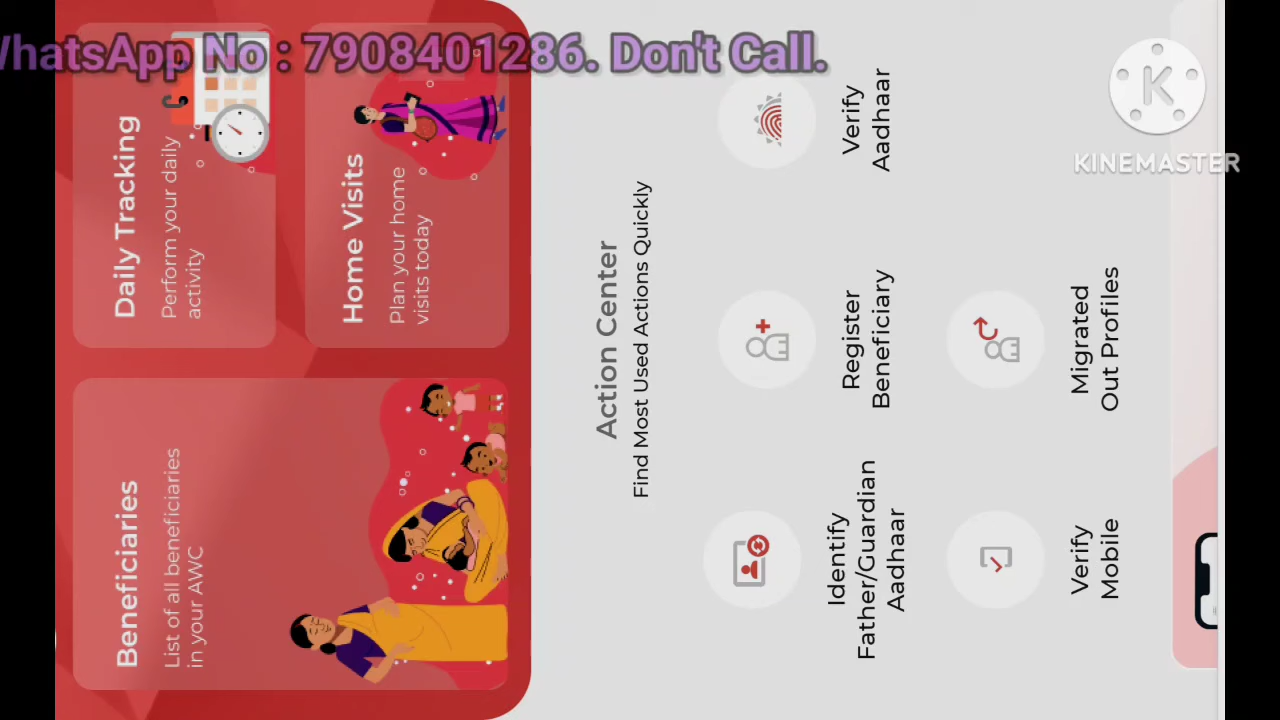 WhatsApp No : 7908401286. Don't Call.
KINEMASTER
Beneficiaries
List of all beneficiaries
in your AWC
Daily Tracking
Perform your daily
activity
Home Visits
Plan your home
visits today
Action Center
Find Most Used Actions Quickly
Identify
Father/Guardian
Aadhaar
Register
Beneficiary
Verify
Aadhaar
Verify
Mobile
Migrated
Out Profiles